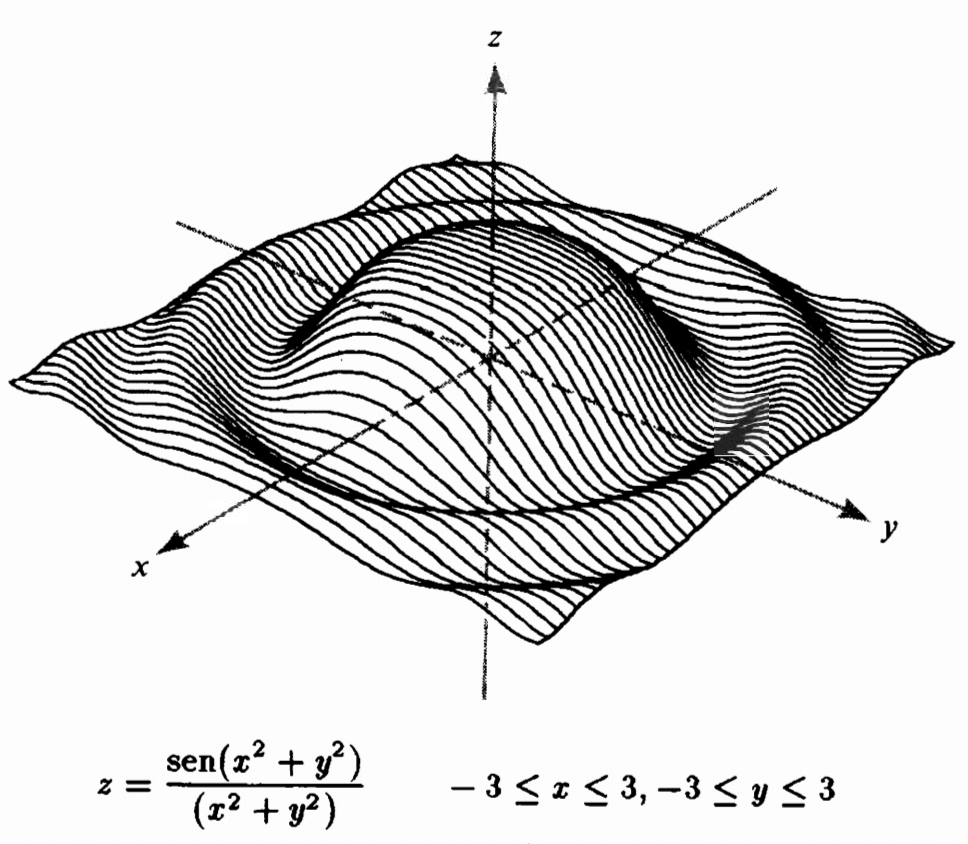 z
x
y
z = sen(x² + y²) / (x² + y²)    − 3 ≤ x ≤ 3, −3 ≤ y ≤ 3